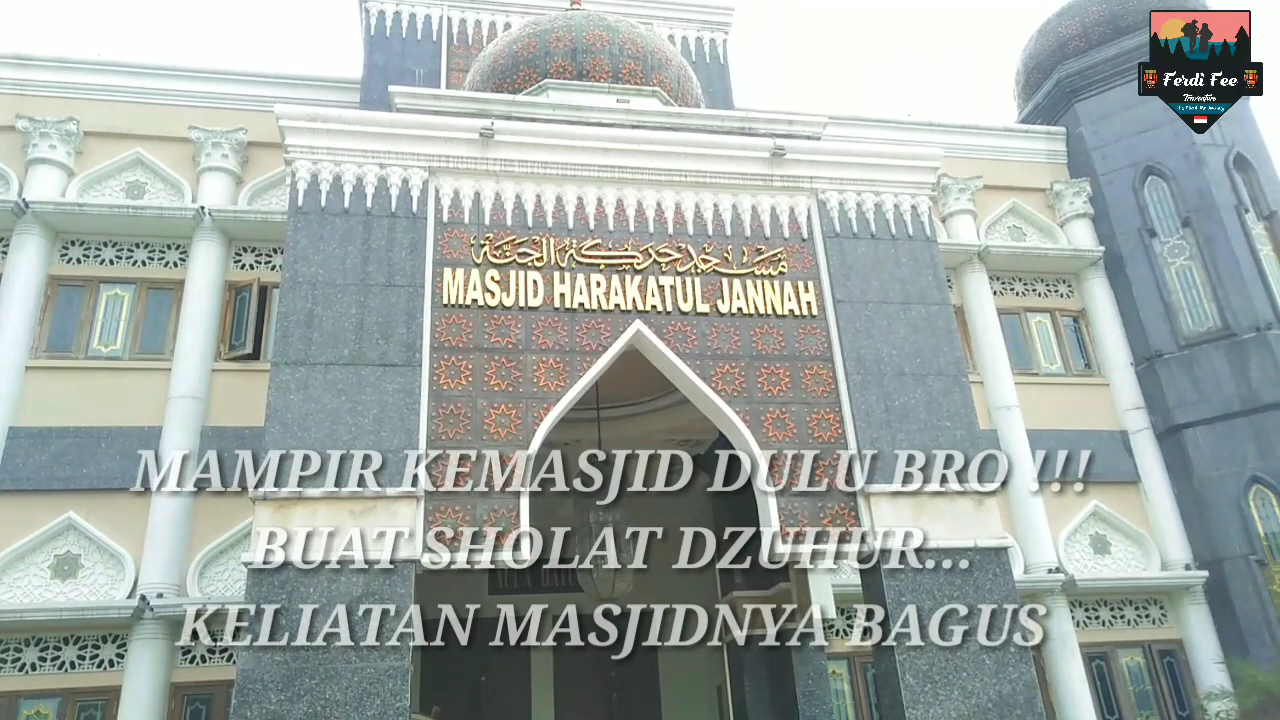 Ferdi Fee
مسجد حركة الجنة
MASJID HARAKATUL JANNAH
MAMPIR KEMASJID DULU BRO !!!
BUAT SHOLAT DZUHUR...
KELIATAN MASJIDNYA BAGUS